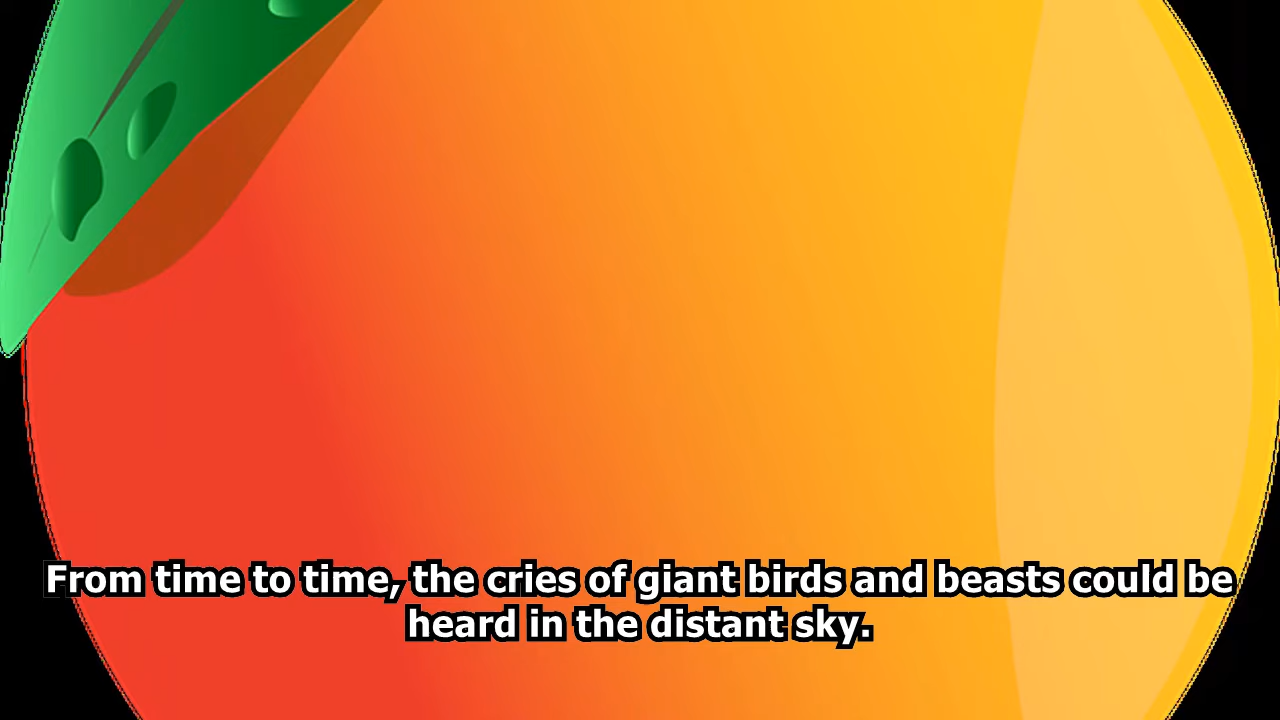 From time to time, the cries of giant birds and beasts could be
heard in the distant sky.